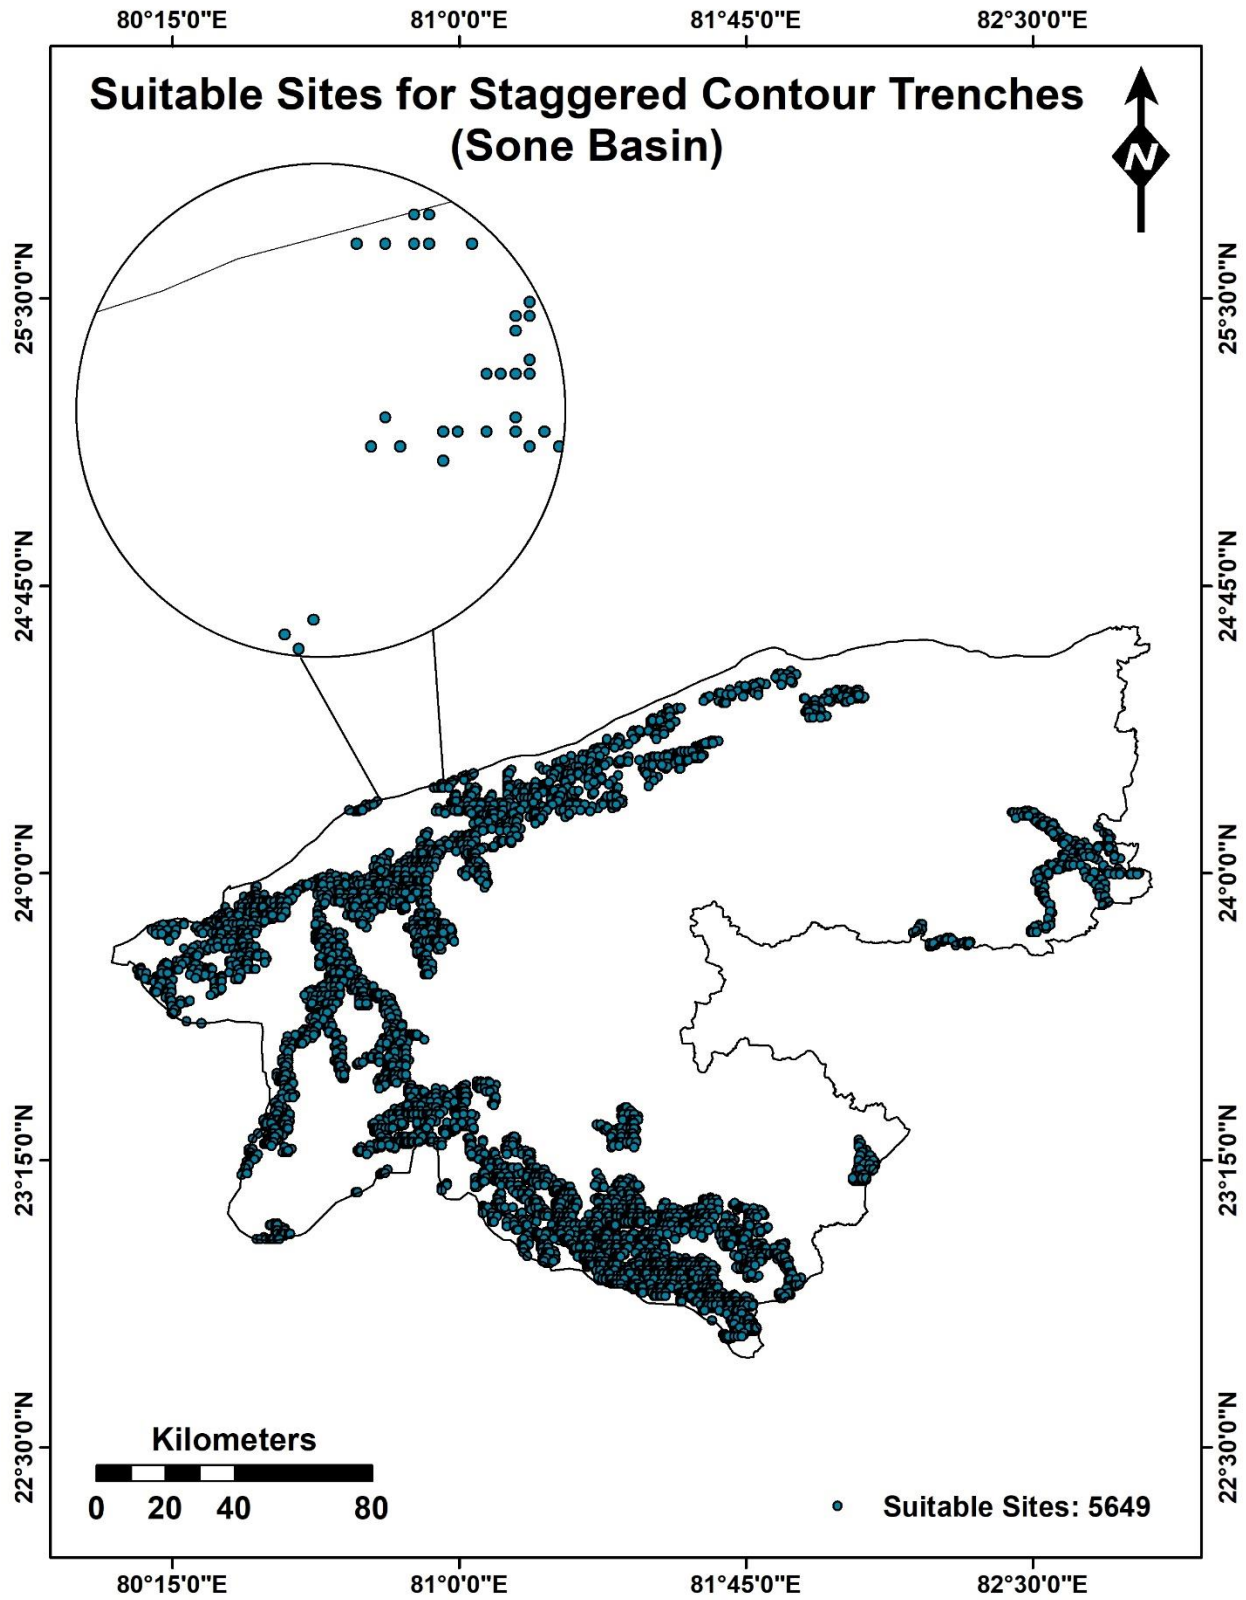 80°15'0"E 81°0'0"E 81°45'0"E 82°30'0"E
Suitable Sites for Staggered Contour Trenches
(Sone Basin)
N
25°30'0"N 25°30'0"N
24°45'0"N 24°45'0"N
24°0'0"N 24°0'0"N
23°15'0"N 23°15'0"N
22°30'0"N 22°30'0"N
Kilometers
0 20 40 80
Suitable Sites: 5649
80°15'0"E 81°0'0"E 81°45'0"E 82°30'0"E